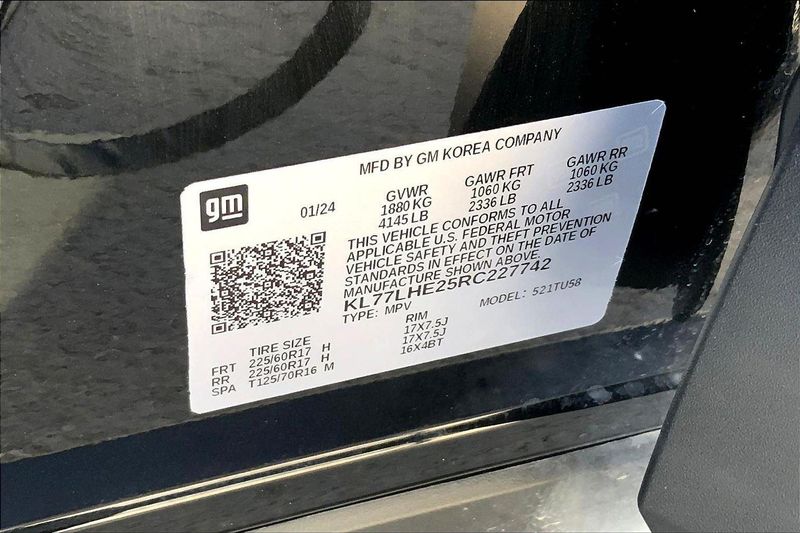 MFD BY GM KOREA COMPANY
gm 01/24 GVWR GAWR FRT GAWR RR
1880 KG 1060 KG 1060 KG
4145 LB 2336 LB 2336 LB
THIS VEHICLE CONFORMS TO ALL
APPLICABLE U.S. FEDERAL MOTOR
VEHICLE SAFETY AND THEFT PREVENTION
STANDARDS IN EFFECT ON THE DATE OF
MANUFACTURE SHOWN ABOVE.
KL77LHE25RC227742
TYPE: MPV MODEL: 521TU58
TIRE SIZE RIM
FRT 225/60R17 H 17X7.5J
RR 225/60R17 H 17X7.5J
SPA T125/70R16 M 16X4BT